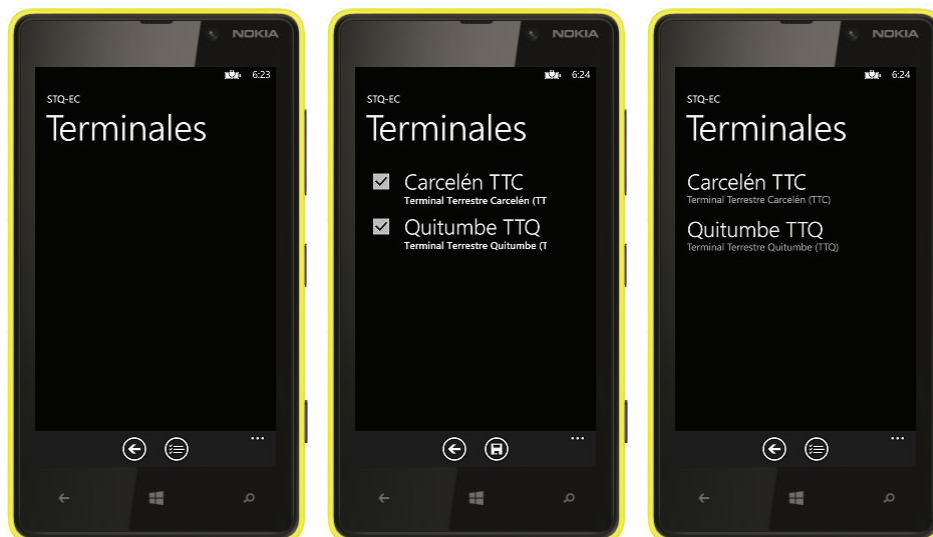 NOKIA
6:23
STQ-EC
Terminales
NOKIA
6:24
STQ-EC
Terminales
Carcelén TTC
Terminal Terrestre Carcelén (TT
Quitumbe TTQ
Terminal Terrestre Quitumbe (T
NOKIA
6:24
STQ-EC
Terminales
Carcelén TTC
Terminal Terrestre Carcelén (TTC)
Quitumbe TTQ
Terminal Terrestre Quitumbe (TTQ)